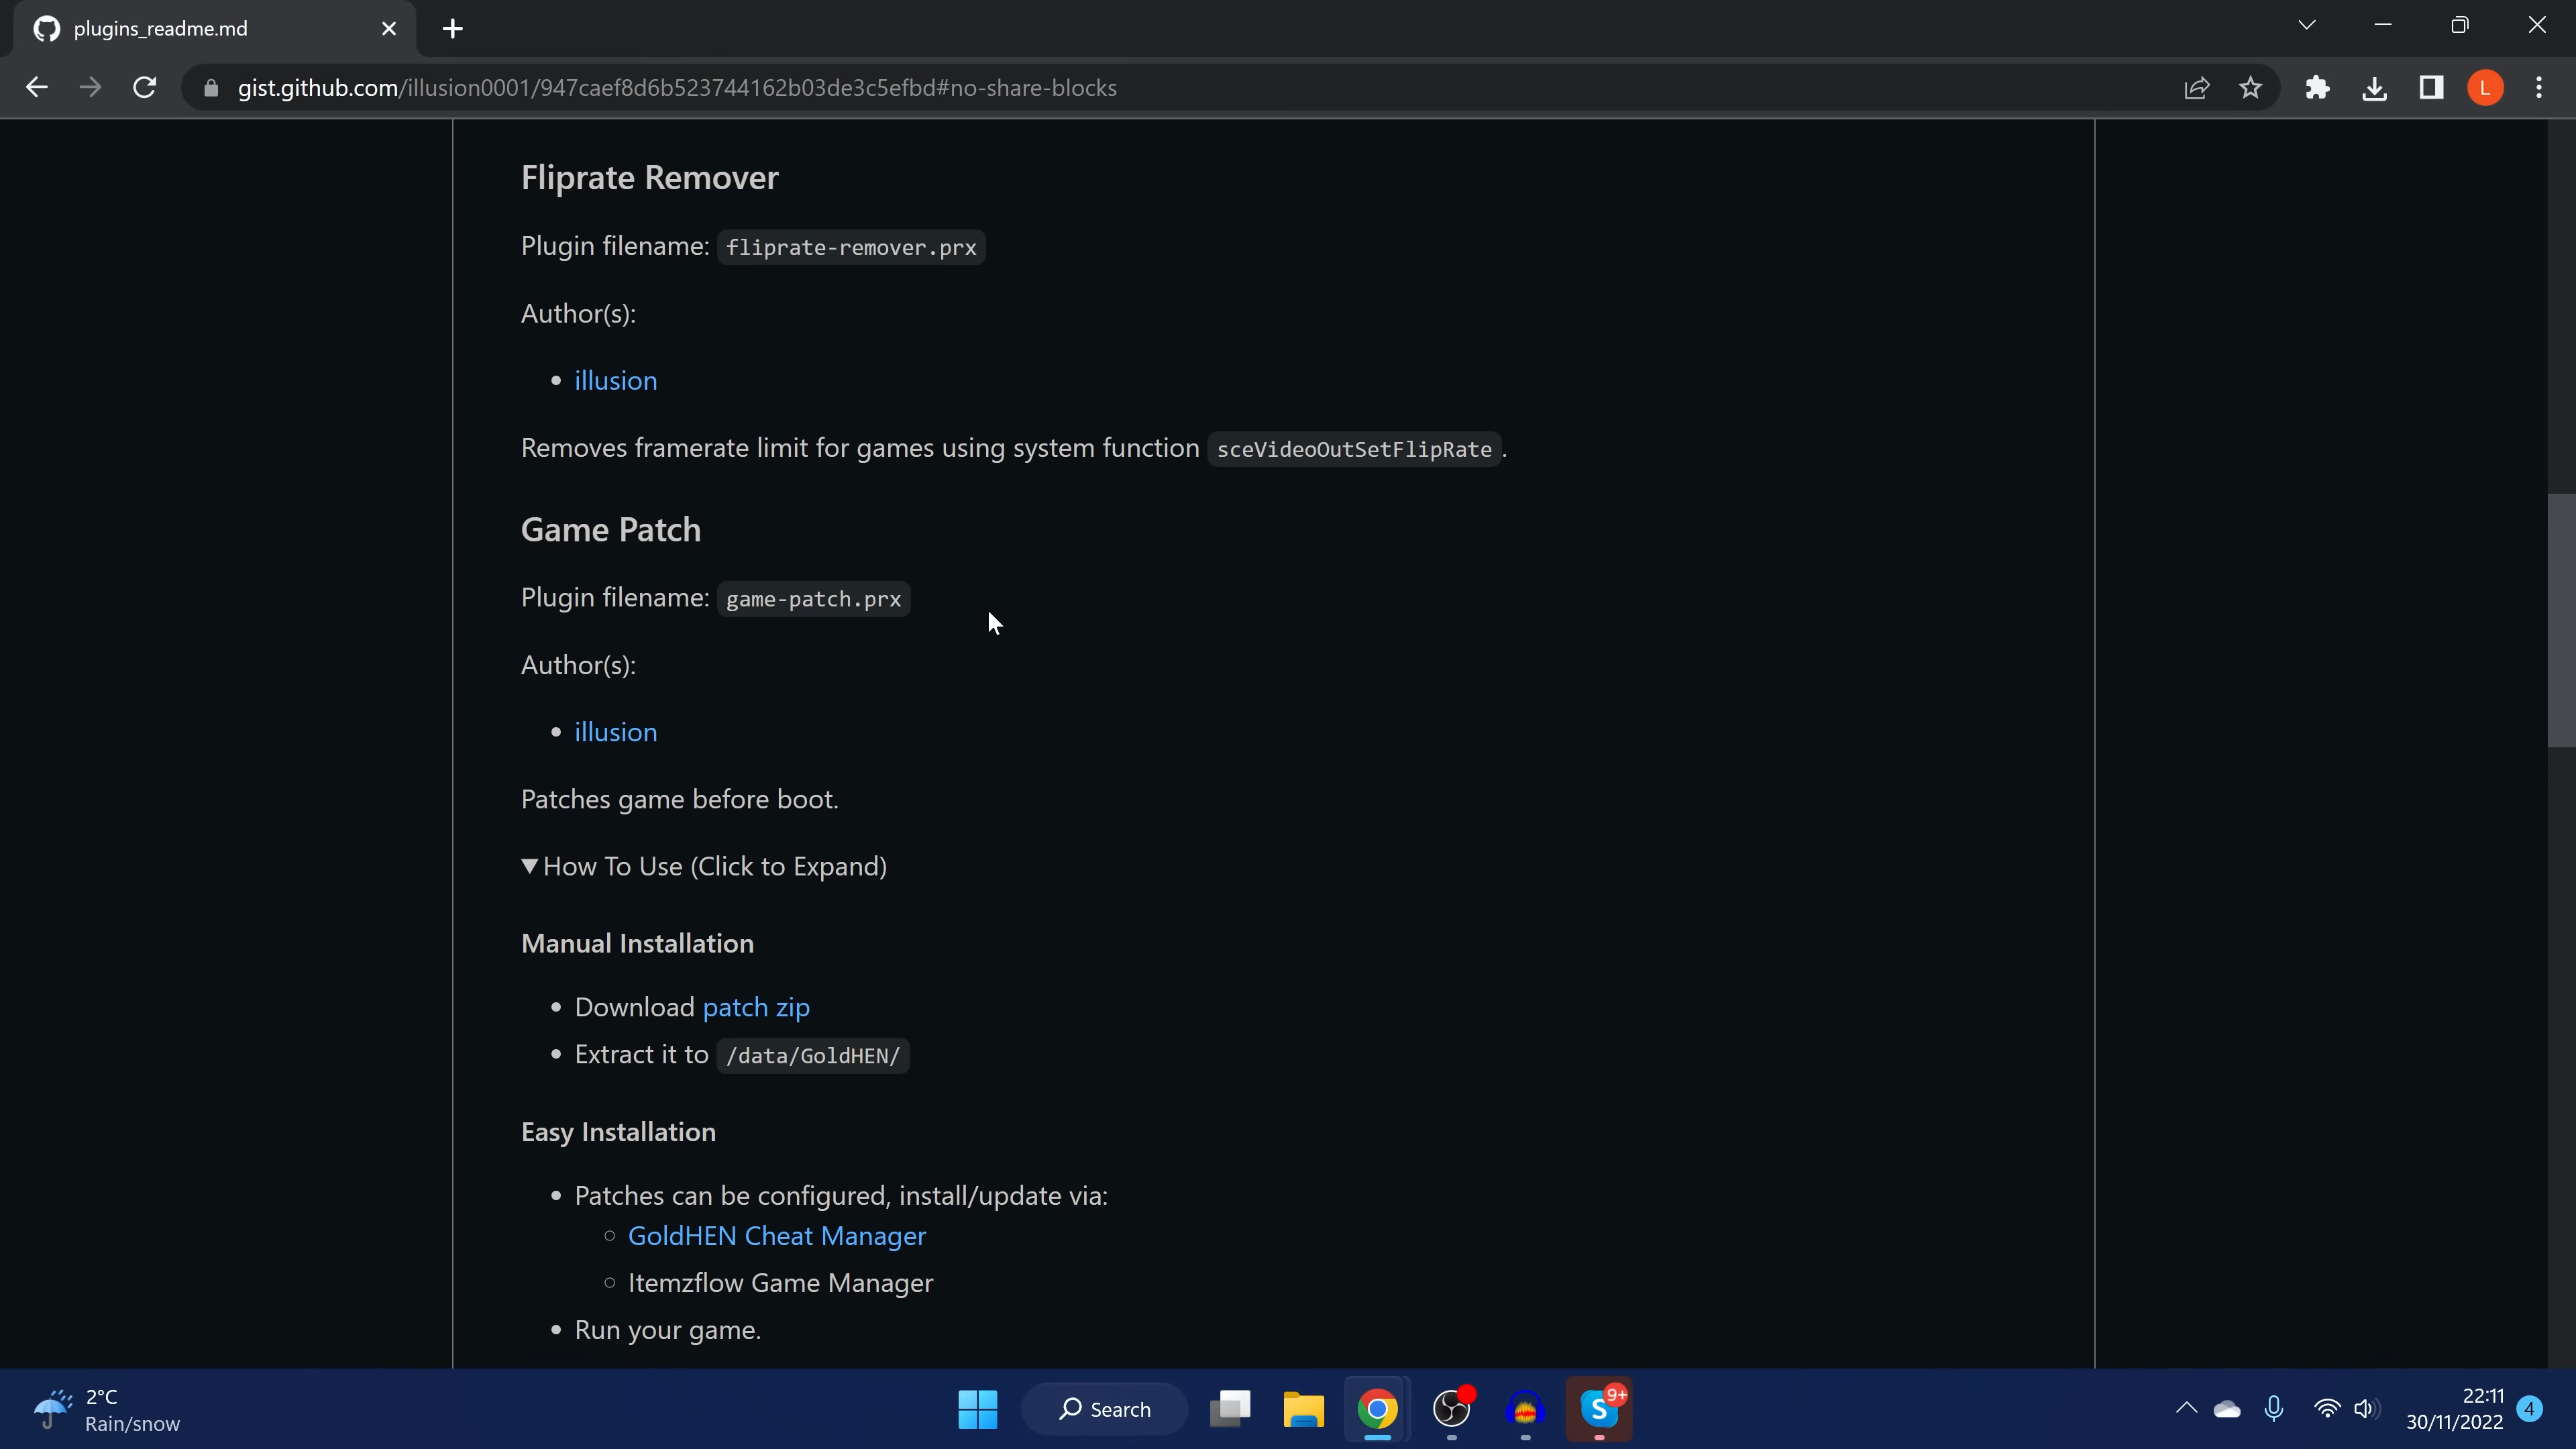 plugins_readme.md
gist.github.com/illusion0001/947caef8d6b523744162b03de3c5efbd#no-share-blocks
L
Fliprate Remover
Plugin filename: fliprate-remover.prx
Author(s):
illusion
Removes framerate limit for games using system function sceVideoOutSetFlipRate.
Game Patch
Plugin filename: game-patch.prx
Author(s):
illusion
Patches game before boot.
How To Use (Click to Expand)
Manual Installation
Download patch zip
Extract it to /data/GoldHEN/
Easy Installation
Patches can be configured, install/update via:
GoldHEN Cheat Manager
Itemzflow Game Manager
Run your game.
2°C
Rain/snow
Search
S
9+
22:11
30/11/2022
4